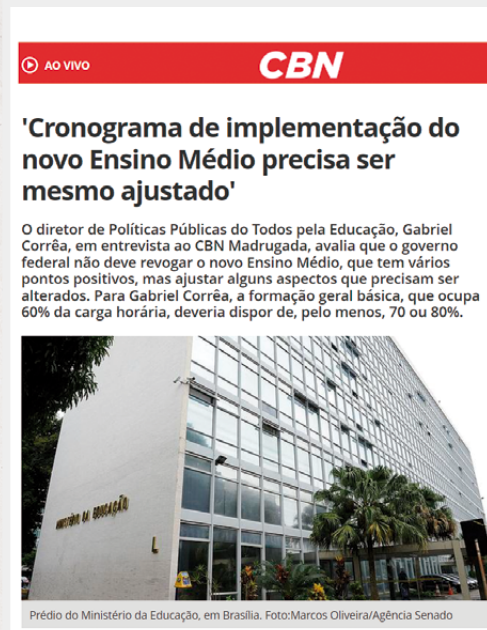 AO VIVO
CBN
'Cronograma de implementação do
novo Ensino Médio precisa ser
mesmo ajustado'
O diretor de Políticas Públicas do Todos pela Educação, Gabriel
Corrêa, em entrevista ao CBN Madrugada, avalia que o governo
federal não deve revogar o novo Ensino Médio, que tem vários
pontos positivos, mas ajustar alguns aspectos que precisam ser
alterados. Para Gabriel Corrêa, a formação geral básica, que ocupa
60% da carga horária, deveria dispor de, pelo menos, 70 ou 80%.
MINISTÉRIO DA EDUCAÇÃO
L
Prédio do Ministério da Educação, em Brasília. Foto:Marcos Oliveira/Agência Senado